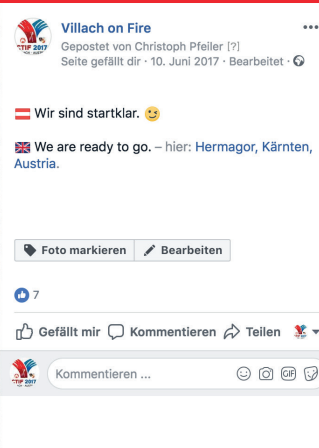 Villach on Fire
Gepostet von Christoph Pfeiler [?]
Seite gefällt dir · 10. Juni 2017 · Bearbeitet ·
Wir sind startklar.
We are ready to go. – hier: Hermagor, Kärnten,
Austria.
Foto markieren Bearbeiten
7
Gefällt mir Kommentieren Teilen
Kommentieren ...
GIF